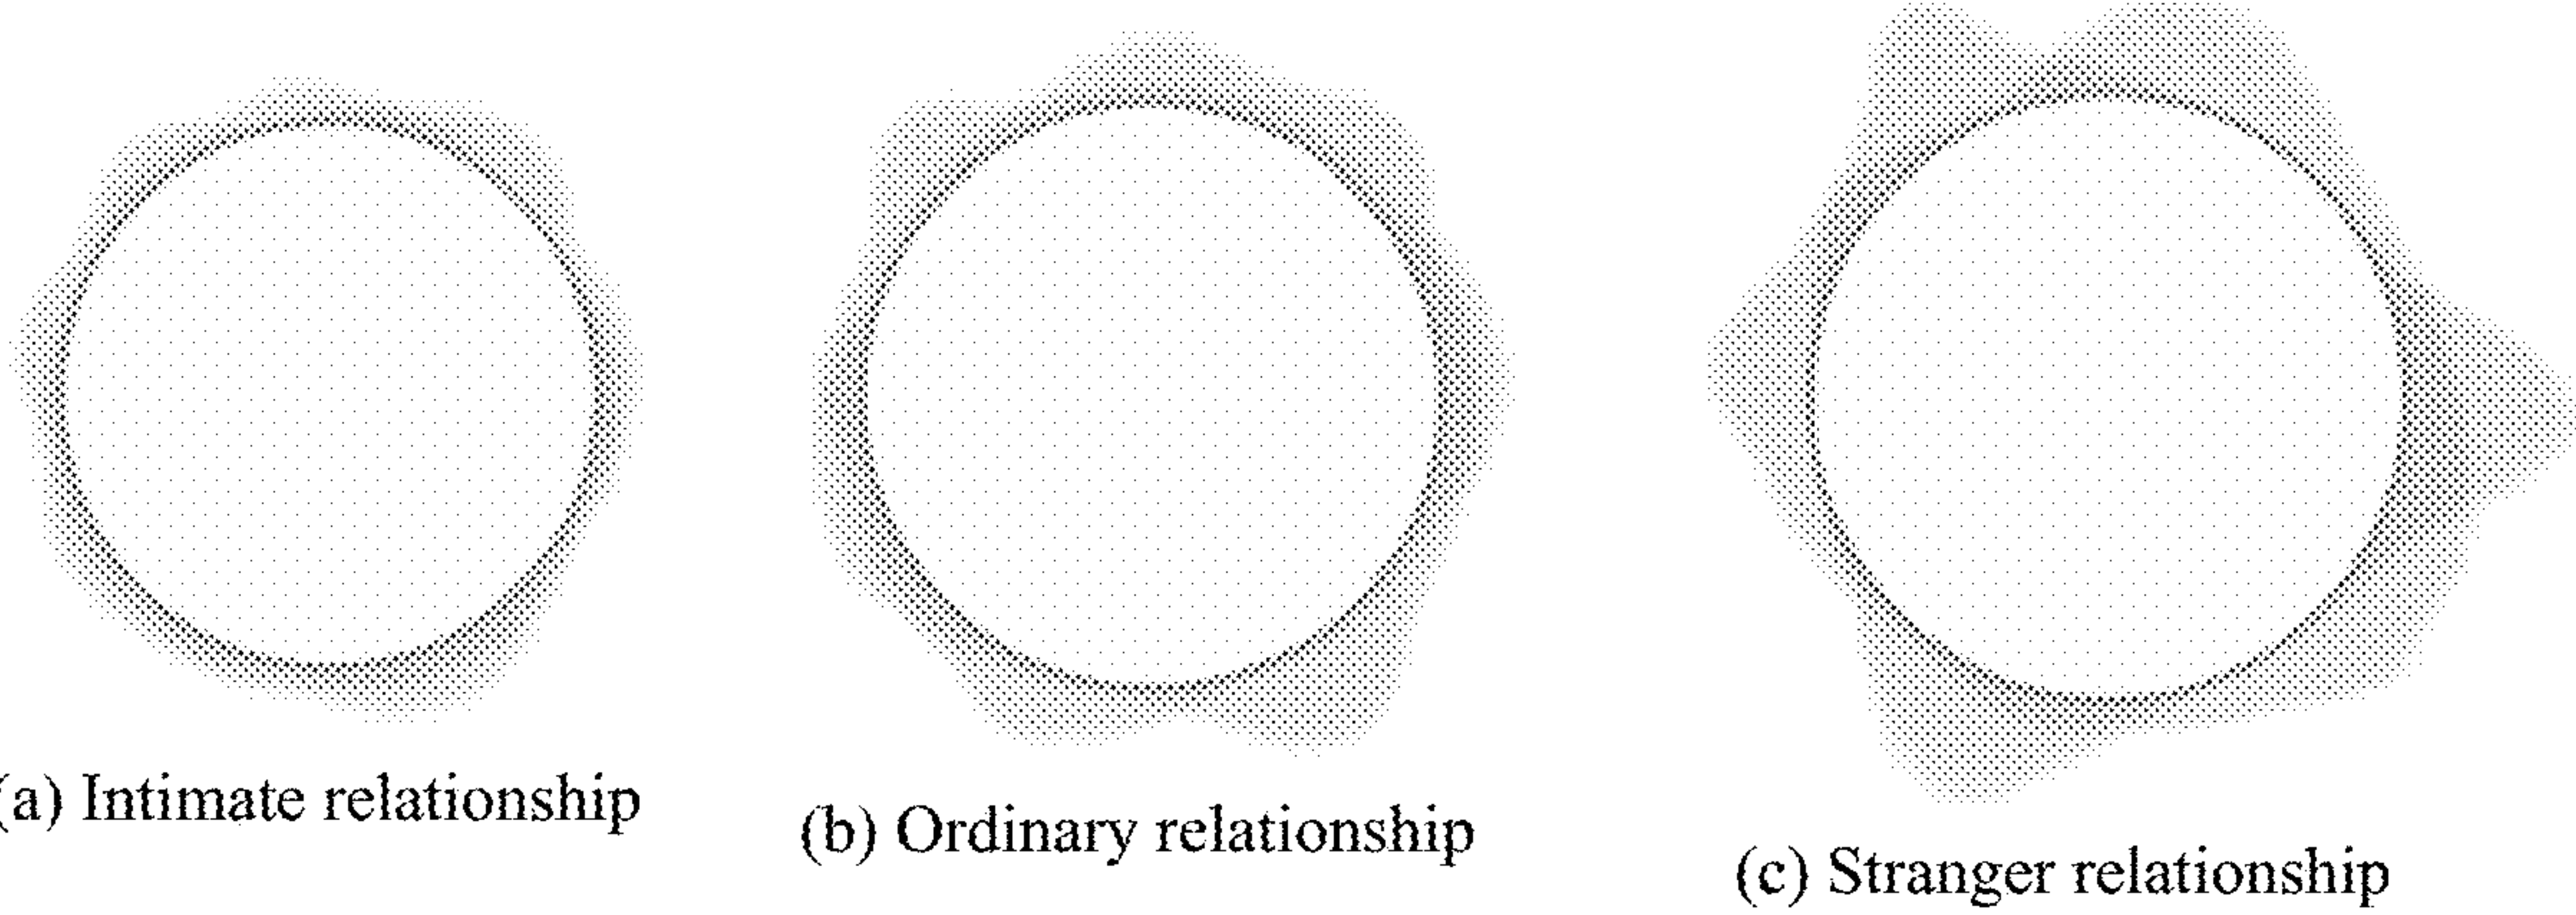 (a) Intimate relationship
(b) Ordinary relationship
(c) Stranger relationship